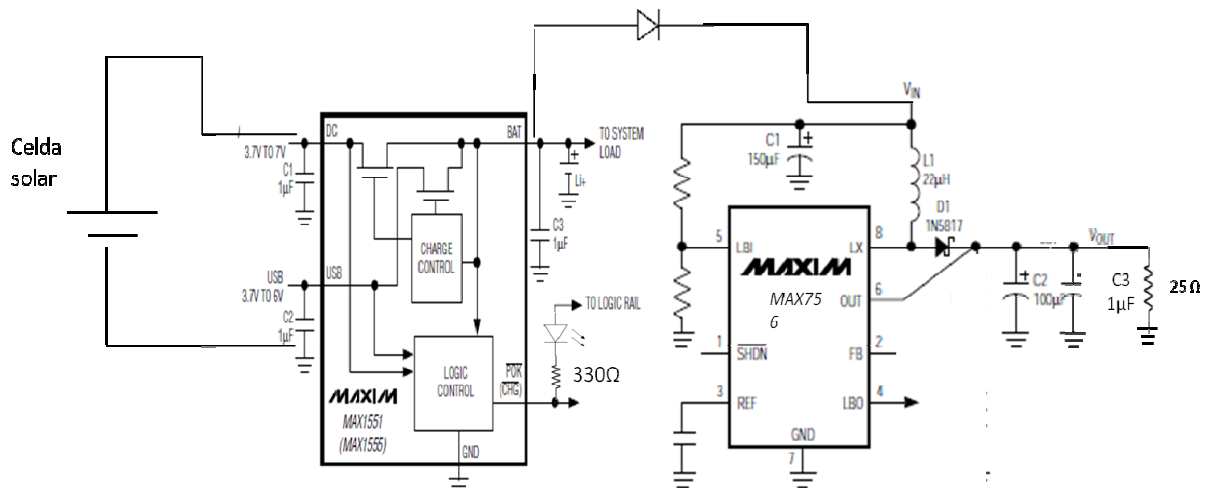 Celda
solar
DC
3.7V TO 7V
C1
1µF
USB
3.7V TO 6V
USB
C2
1µF
BAT
TO SYSTEM
LOAD
Li+
C3
1µF
CHARGE
CONTROL
TO LOGIC RAIL
LOGIC
CONTROL
POK
(CHG)
330Ω
MAXIM
MAX1551
(MAX1555)
GND
VIN
C1
150µF
L1
22µH
D1
1N5817
5
LBI
LX
8
MAXIM
MAX75
6
OUT
6
1
SHDN
FB
2
3
REF
LBO
4
GND
7
VOUT
C2
100µF
C3
1µF
25Ω